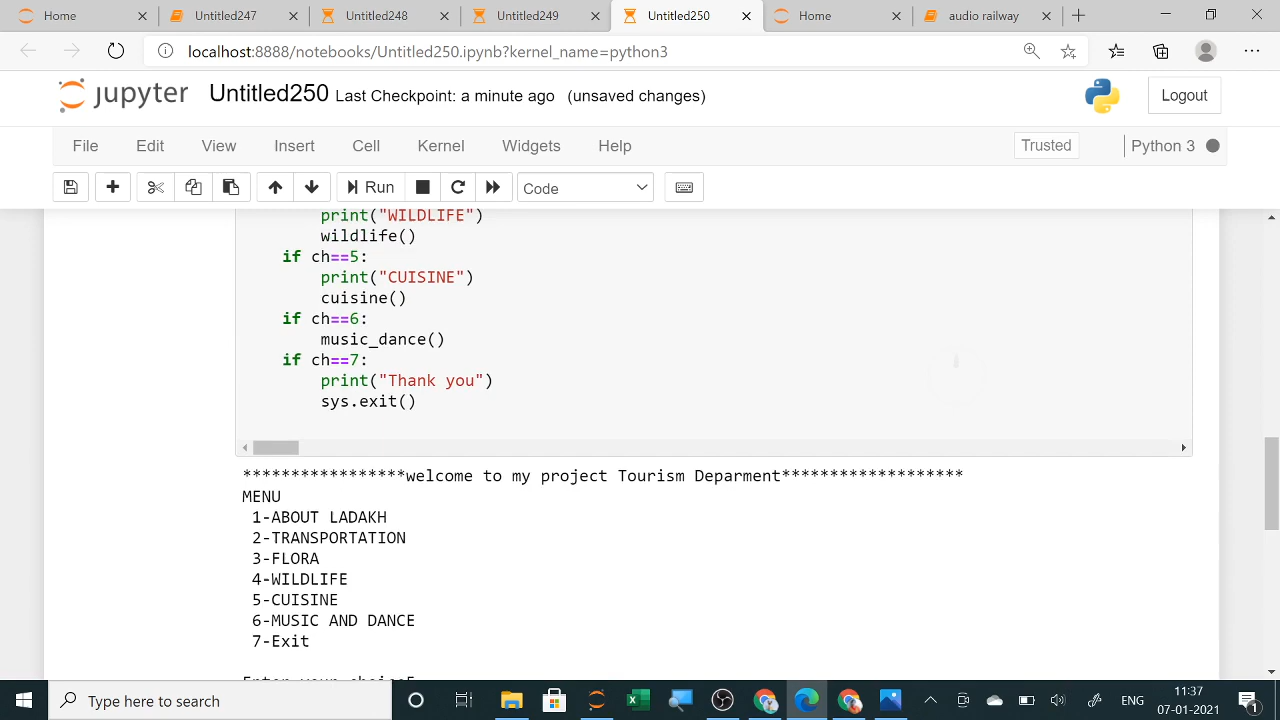 Home
Untitled247
Untitled248
Untitled249
Untitled250
Home
audio railway
localhost:8888/notebooks/Untitled250.ipynb?kernel_name=python3
jupyter Untitled250 Last Checkpoint: a minute ago (unsaved changes)
Logout
File Edit View Insert Cell Kernel Widgets Help
Trusted
Python 3
Run
Code
print("WILDLIFE")
wildlife()
if ch==5:
print("CUISINE")
cuisine()
if ch==6:
music_dance()
if ch==7:
print("Thank you")
sys.exit()
*****************welcome to my project Tourism Deparment*******************
MENU
1-ABOUT LADAKH
2-TRANSPORTATION
3-FLORA
4-WILDLIFE
5-CUISINE
6-MUSIC AND DANCE
7-Exit
Type here to search
ENG
11:37
07-01-2021
1